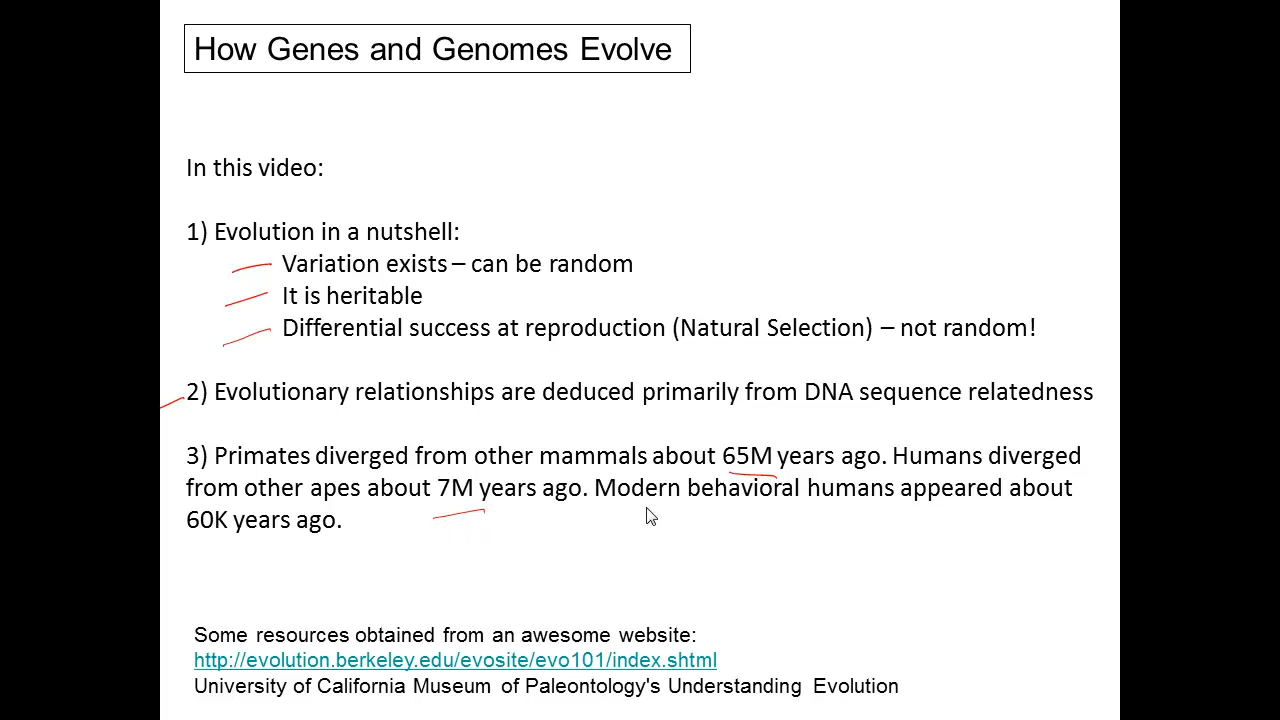 How Genes and Genomes Evolve
In this video:
1) Evolution in a nutshell:
Variation exists – can be random
It is heritable
Differential success at reproduction (Natural Selection) – not random!
2) Evolutionary relationships are deduced primarily from DNA sequence relatedness
3) Primates diverged from other mammals about 65M years ago. Humans diverged
from other apes about 7M years ago. Modern behavioral humans appeared about
60K years ago.
Some resources obtained from an awesome website:
http://evolution.berkeley.edu/evosite/evo101/index.shtml
University of California Museum of Paleontology's Understanding Evolution